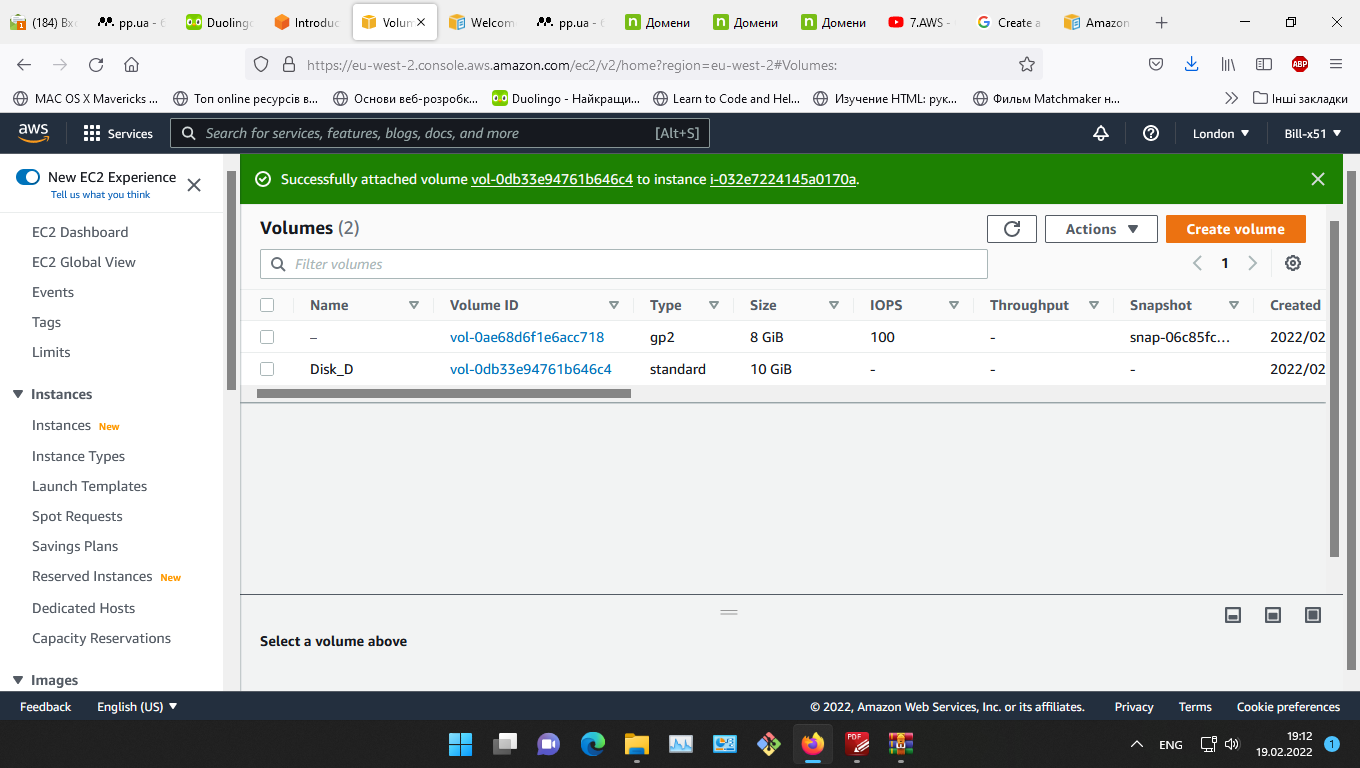 (184) Вх
pp.ua - (
Duoling
Introduc
Volun
Welcom
pp.ua - (
Домени
Домени
Домени
7.AWS -
Create a
Amazon
https://eu-west-2.console.aws.amazon.com/ec2/v2/home?region=eu-west-2#Volumes:
ABP
MAC OS X Mavericks ...
Топ online ресурсів в...
Основи веб-розробк...
Duolingo - Найкращи...
Learn to Code and Hel...
Изучение HTML: рук...
Фильм Matchmaker н...
Інші закладки
aws
Services
Search for services, features, blogs, docs, and more
[Alt+S]
London
Bill-x51
New EC2 Experience
Tell us what you think
Successfully attached volume vol-0db33e94761b646c4 to instance i-032e7224145a0170a.
EC2 Dashboard
EC2 Global View
Events
Tags
Limits
Instances
Instances New
Instance Types
Launch Templates
Spot Requests
Savings Plans
Reserved Instances New
Dedicated Hosts
Capacity Reservations
Images
Volumes (2)
Actions
Create volume
Filter volumes
1
Name Volume ID Type Size IOPS Throughput Snapshot Created
– vol-0ae68d6f1e6acc718 gp2 8 GiB 100 - snap-06c85fc... 2022/02
Disk_D vol-0db33e94761b646c4 standard 10 GiB - - - 2022/02
Select a volume above
Feedback
English (US)
© 2022, Amazon Web Services, Inc. or its affiliates.
Privacy
Terms
Cookie preferences
PDF
ENG
19:12
19.02.2022
1